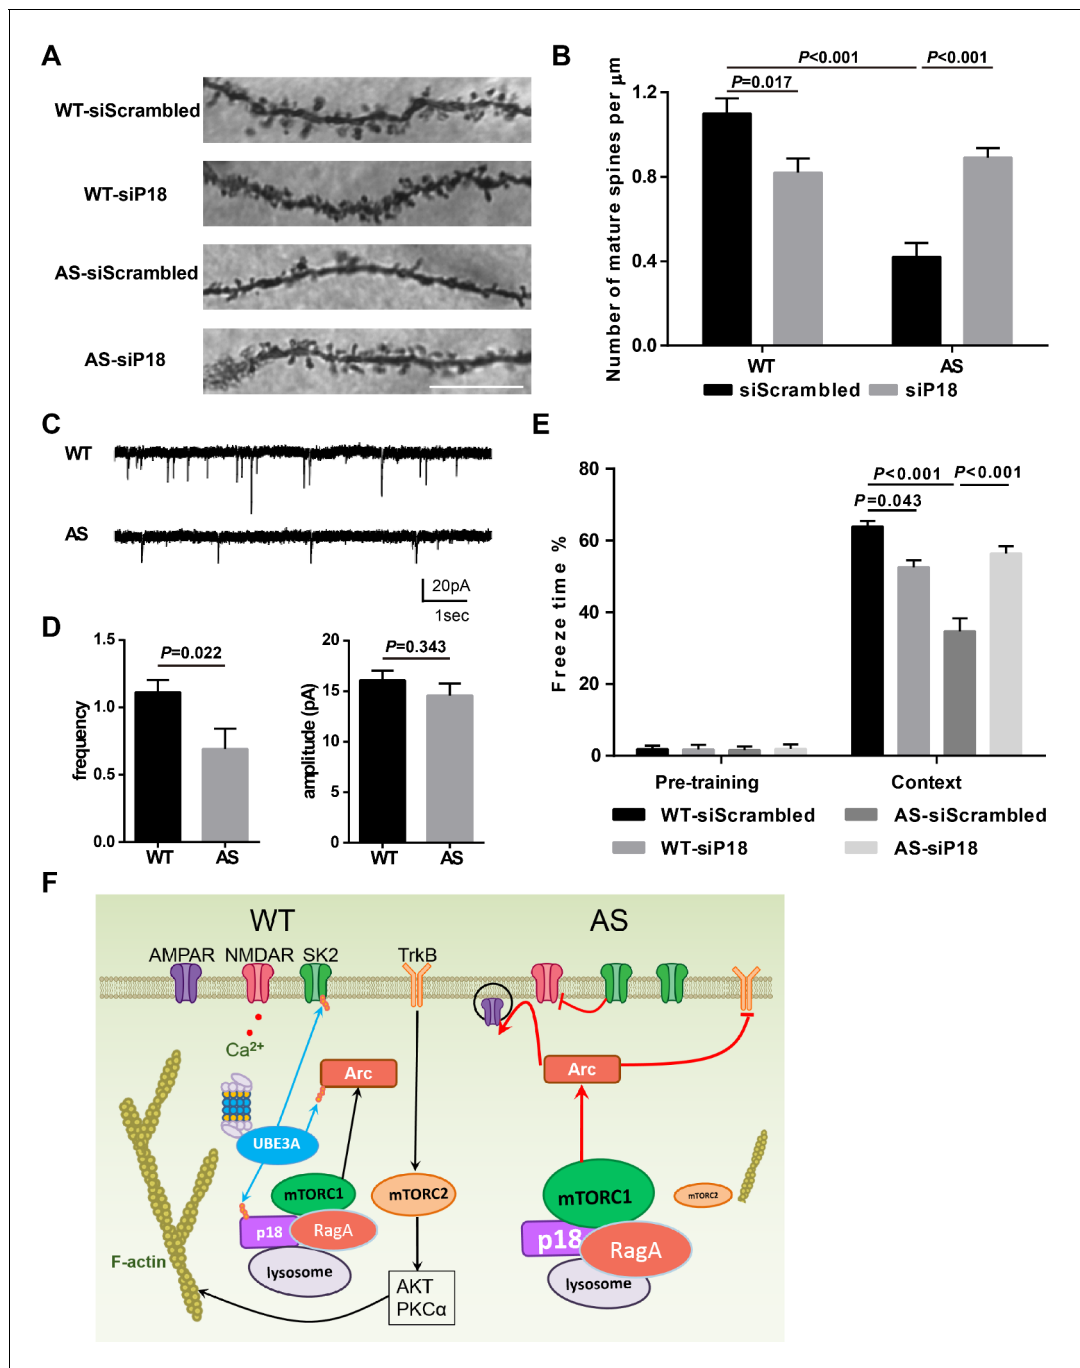 A
WT-siScrambled
WT-siP18
AS-siScrambled
AS-siP18
B
P<0.001
P<0.001
P=0.017
Number of mature spines per μm
1.2
0.8
0.4
0.0
WT
AS
siScrambled
siP18
C
WT
AS
20pA
1sec
D
P=0.022
frequency
1.5
1.0
0.5
0.0
WT
AS
P=0.343
amplitude (pA)
20
15
10
5
0
WT
AS
E
P<0.001
P<0.001
P=0.043
Freeze time %
80
60
40
20
0
Pre-training
Context
WT-siScrambled
AS-siScrambled
WT-siP18
AS-siP18
F
WT
AS
AMPAR
NMDAR
SK2
TrkB
Ca2+
Arc
UBE3A
mTORC1
mTORC2
p18
RagA
lysosome
F-actin
AKT
PKCα
Arc
mTORC1
mTORC2
p18
RagA
lysosome